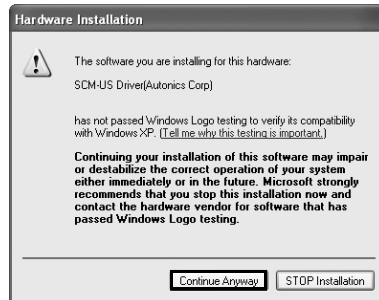 Hardware Installation
The software you are installing for this hardware:
SCM-US Driver(Autonics Corp)
has not passed Windows Logo testing to verify its compatibility
with Windows XP. (Tell me why this testing is important.)
Continuing your installation of this software may impair
or destabilize the correct operation of your system
either immediately or in the future. Microsoft strongly
recommends that you stop this installation now and
contact the hardware vendor for software that has
passed Windows Logo testing.
Continue Anyway STOP Installation